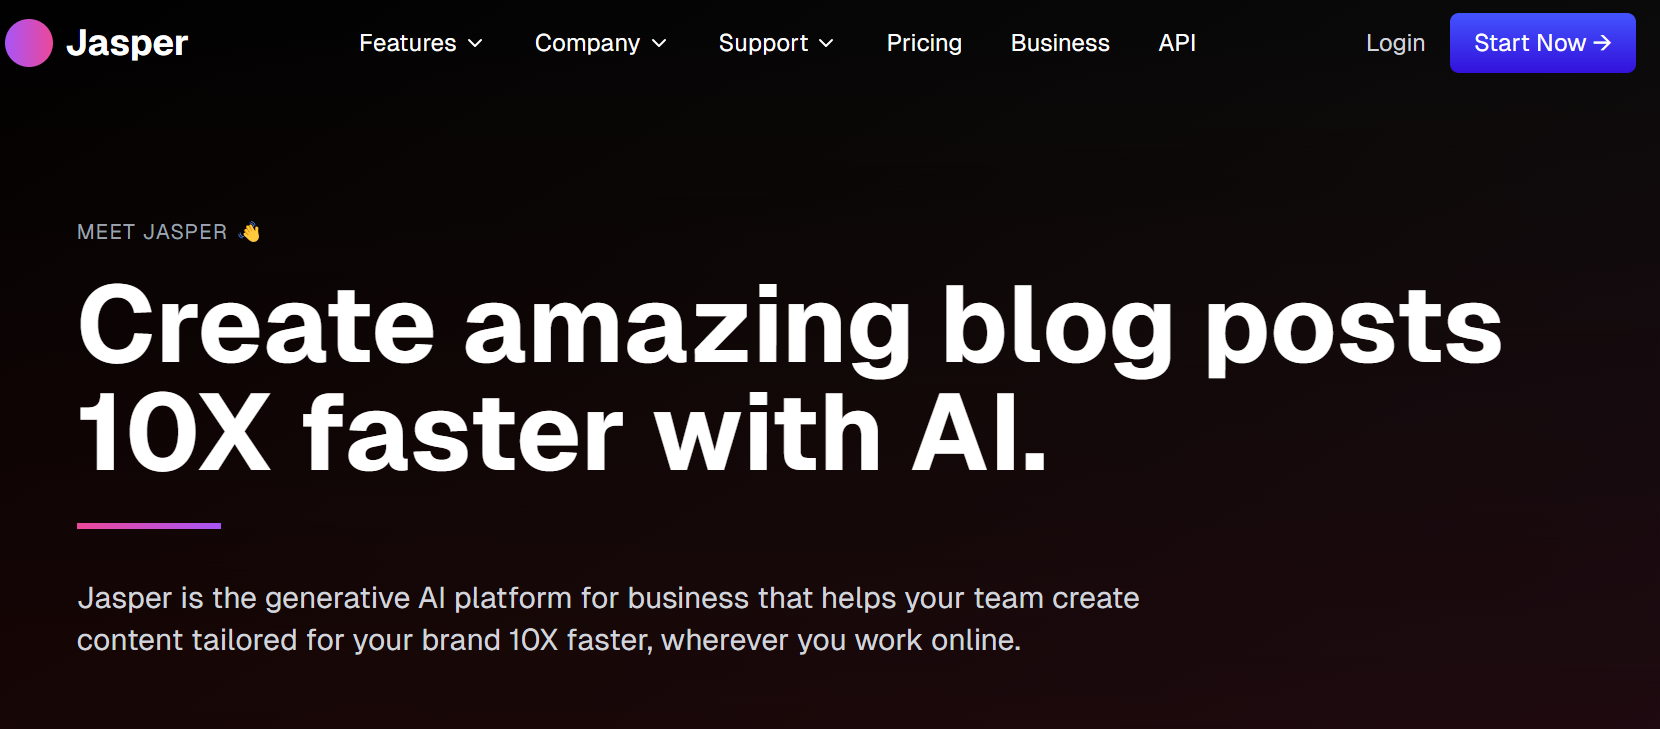 Jasper
Features
Company
Support
Pricing
Business
API
Login
Start Now →
MEET JASPER 👋
Create amazing blog posts
10X faster with AI.
Jasper is the generative AI platform for business that helps your team create
content tailored for your brand 10X faster, wherever you work online.